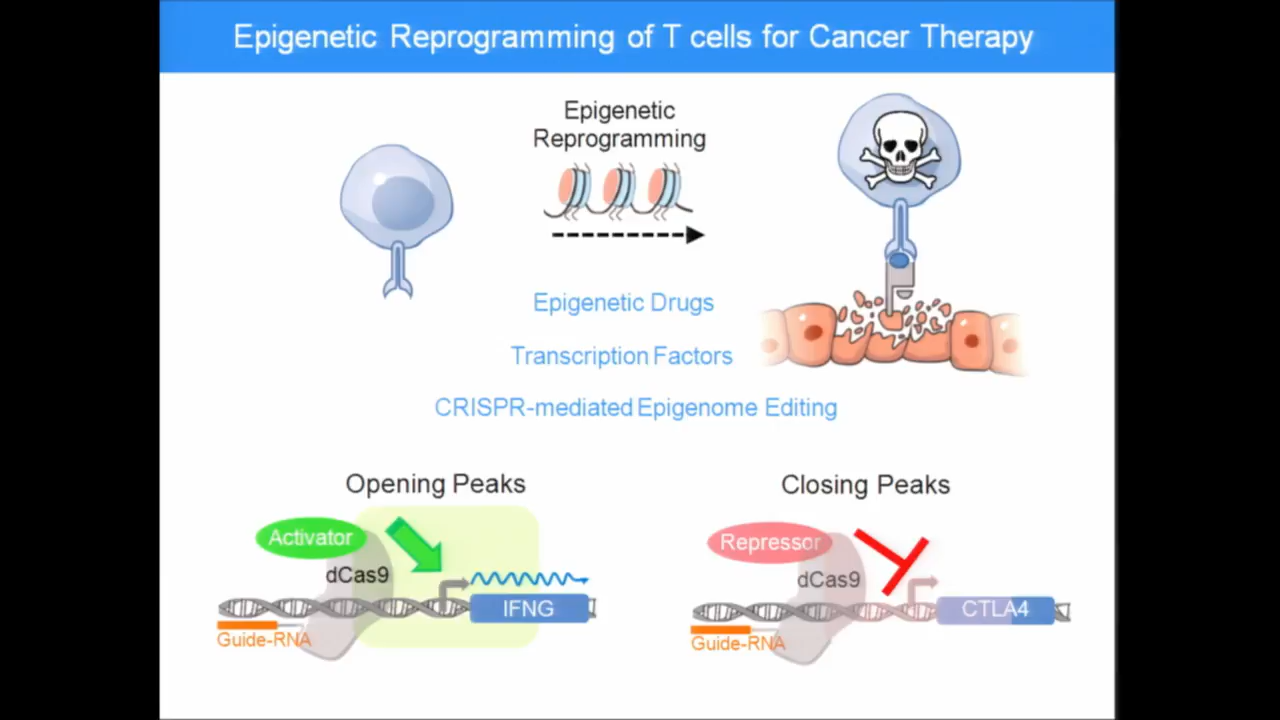 Epigenetic Reprogramming of T cells for Cancer Therapy
Epigenetic
Reprogramming
Epigenetic Drugs
Transcription Factors
CRISPR-mediated Epigenome Editing
Opening Peaks
Activator
dCas9
IFNG
Guide-RNA
Closing Peaks
Repressor
dCas9
CTLA4
Guide-RNA